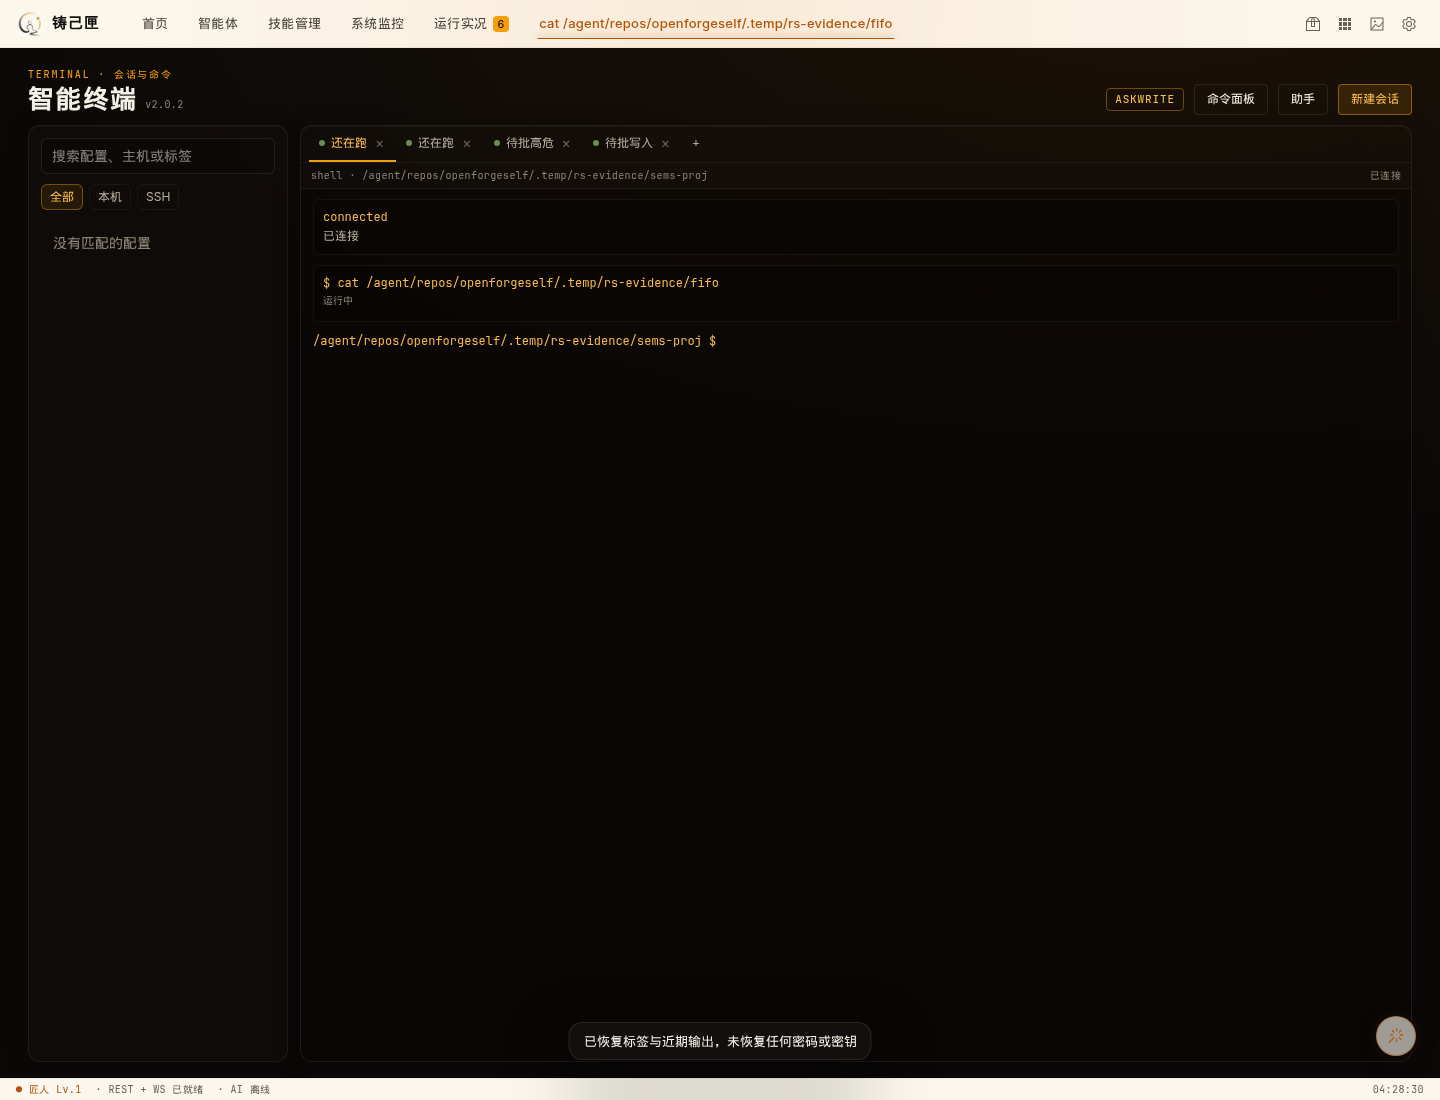 铸己匣 首页 智能体 技能管理 系统监控 运行实况 6 cat /agent/repos/openforgeself/.temp/rs-evidence/fifo
TERMINAL · 会话与命令
智能终端 v2.0.2
ASKWRITE 命令面板 助手 新建会话
搜索配置、主机或标签
全部 本机 SSH
没有匹配的配置
还在跑 × 还在跑 × 待批高危 × 待批写入 × +
shell · /agent/repos/openforgeself/.temp/rs-evidence/sems-proj 已连接
connected
已连接
$ cat /agent/repos/openforgeself/.temp/rs-evidence/fifo
运行中
/agent/repos/openforgeself/.temp/rs-evidence/sems-proj $
已恢复标签与近期输出，未恢复任何密码或密钥
匠人 Lv.1 · REST + WS 已就绪 · AI 离线 04:28:30